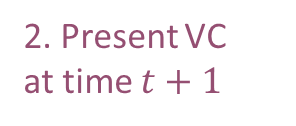 2. Present VC
at time t + 1